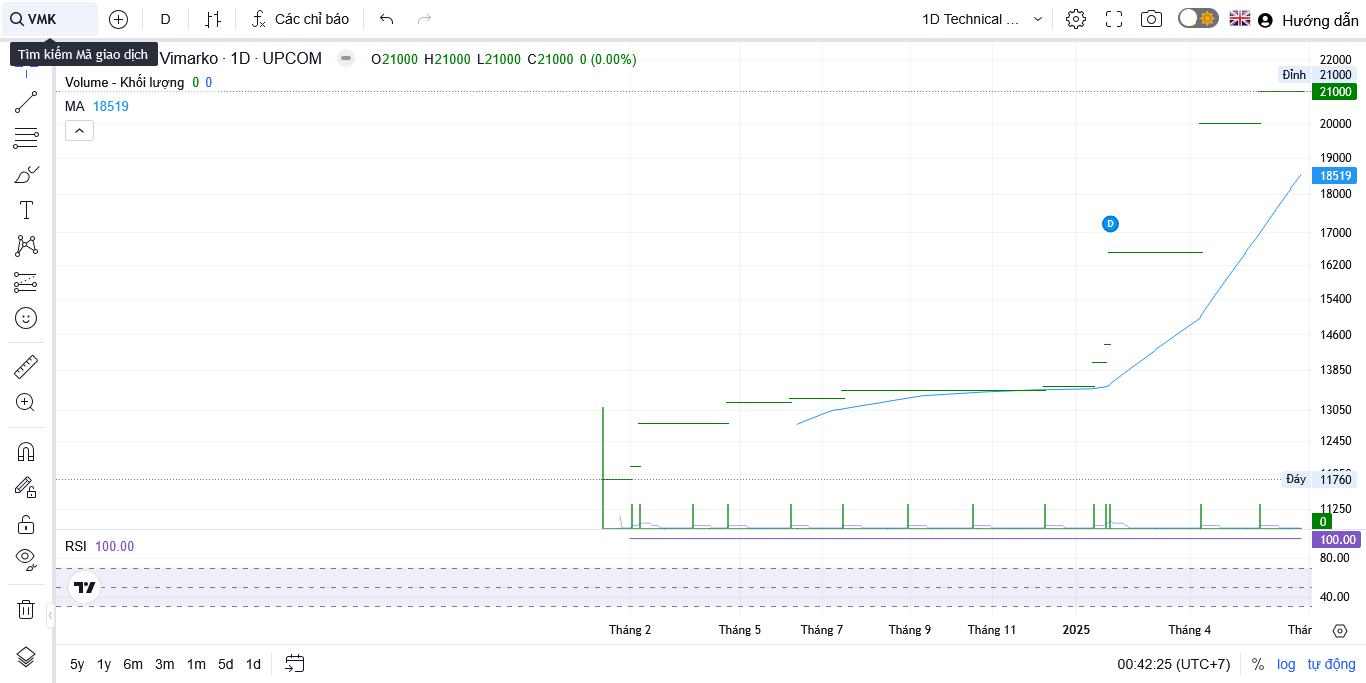 VMK D Các chỉ báo 1D Technical ... Hướng dẫn
Tìm kiếm Mã giao dịch
Vimarko · 1D · UPCOM O21000 H21000 L21000 C21000 0 (0.00%)
Volume - Khối lượng 0 0
MA 18519
22000
Đỉnh 21000
21000
20000
19000
18519
18000
D
17000
16200
15400
14600
13850
13050
12450
Đáy 11760
11250
0
RSI 100.00
100.00
80.00
40.00
Tháng 2 Tháng 5 Tháng 7 Tháng 9 Tháng 11 2025 Tháng 4 Thár
5y 1y 6m 3m 1m 5d 1d 00:42:25 (UTC+7) % log tự động